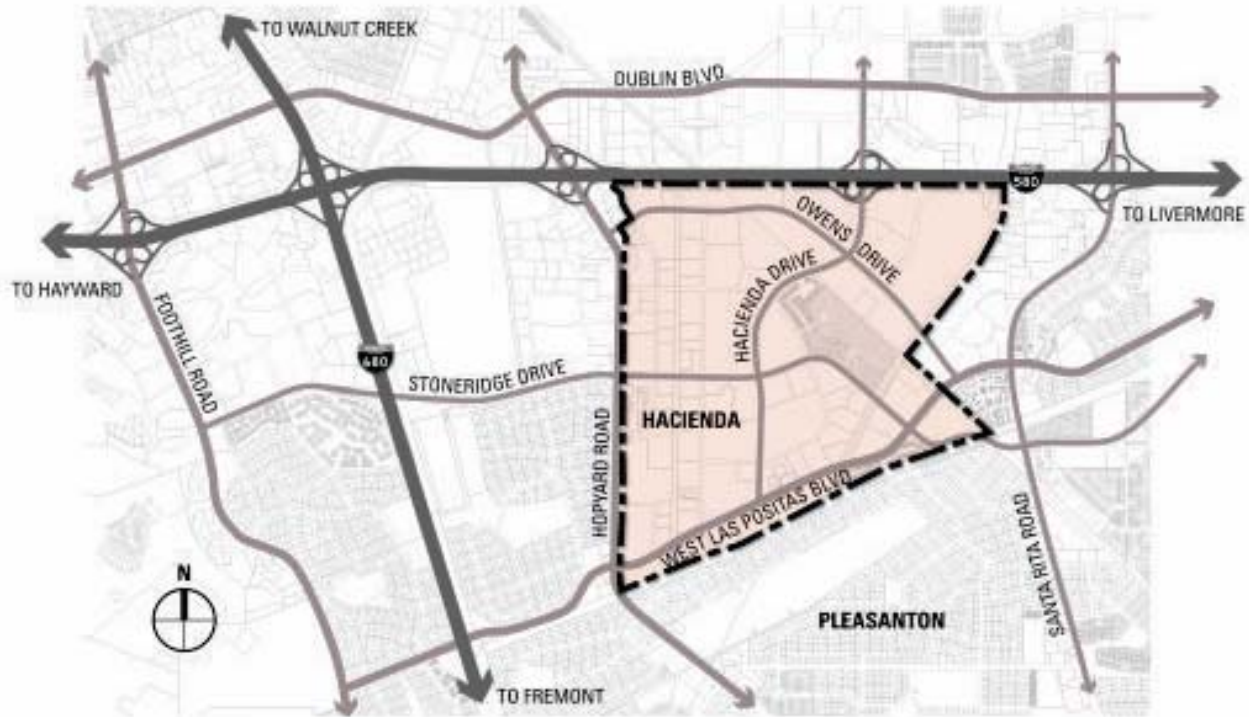 TO WALNUT CREEK
DUBLIN BLVD
580
TO LIVERMORE
OWENS DRIVE
TO HAYWARD
HACIENDA DRIVE
FOOTHILL ROAD
680
STONERIDGE DRIVE
HACIENDA
HOPYARD ROAD
WEST LAS POSITAS BLVD
SANTA RITA ROAD
N
PLEASANTON
TO FREMONT